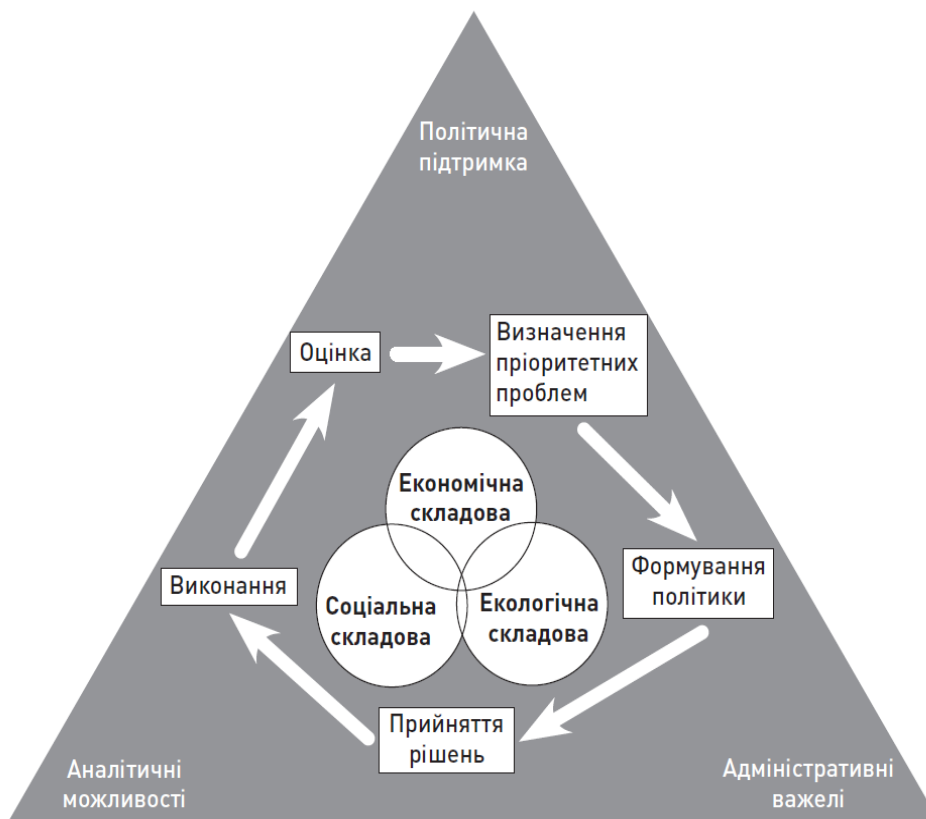 Політична
підтримка
Оцінка
Визначення
пріоритетних
проблем
Економічна
складова
Формування
політики
Виконання
Соціальна
складова
Екологічна
складова
Прийняття
рішень
Аналітичні
можливості
Адміністративні
важелі